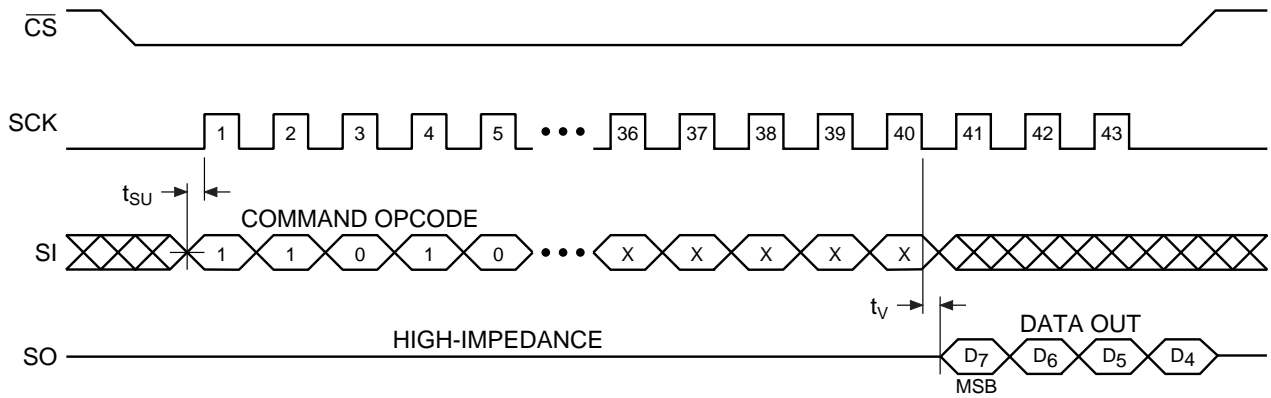 CS
SCK 1 2 3 4 5 ••• 36 37 38 39 40 41 42 43
tSU
COMMAND OPCODE
SI 1 1 0 1 0 ••• X X X X X
tV
HIGH-IMPEDANCE DATA OUT
SO D7 D6 D5 D4
MSB